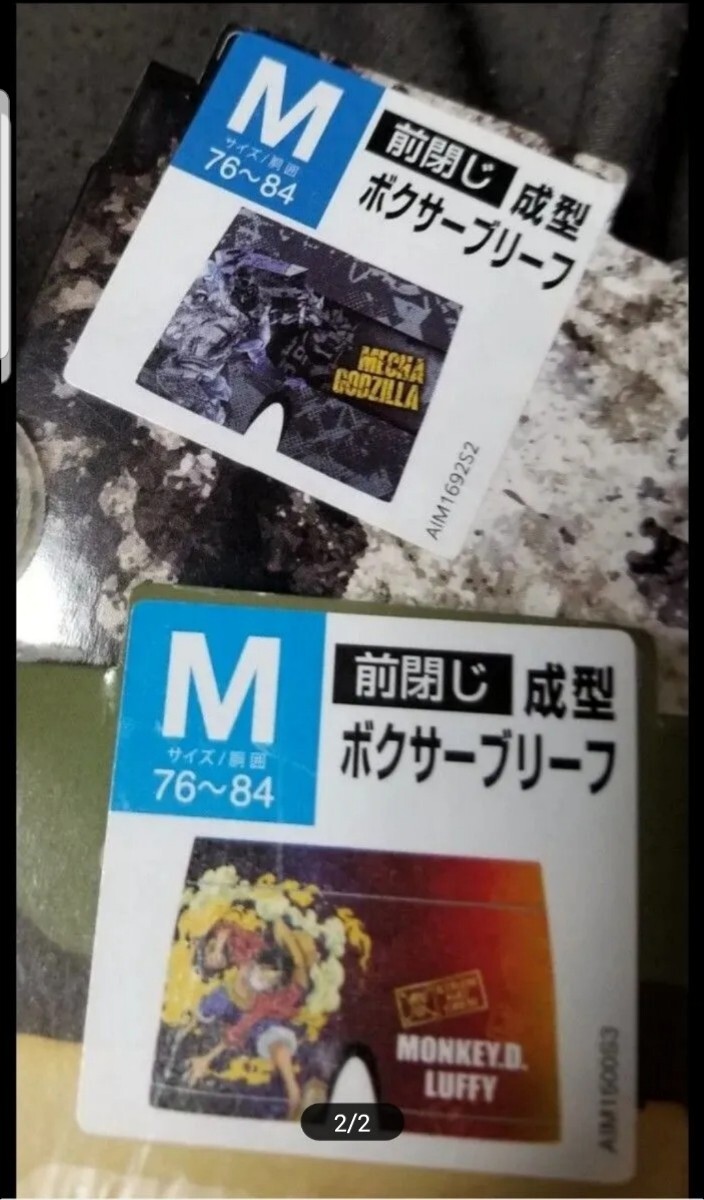 M
サイズ/胴囲
76～84
前閉じ 成型
ボクサーブリーフ
MECHA
GODZILLA
AIM1692S2
M
サイズ/胴囲
76～84
前閉じ 成型
ボクサーブリーフ
MONKEY.D.
LUFFY
AIM1500S3
2/2